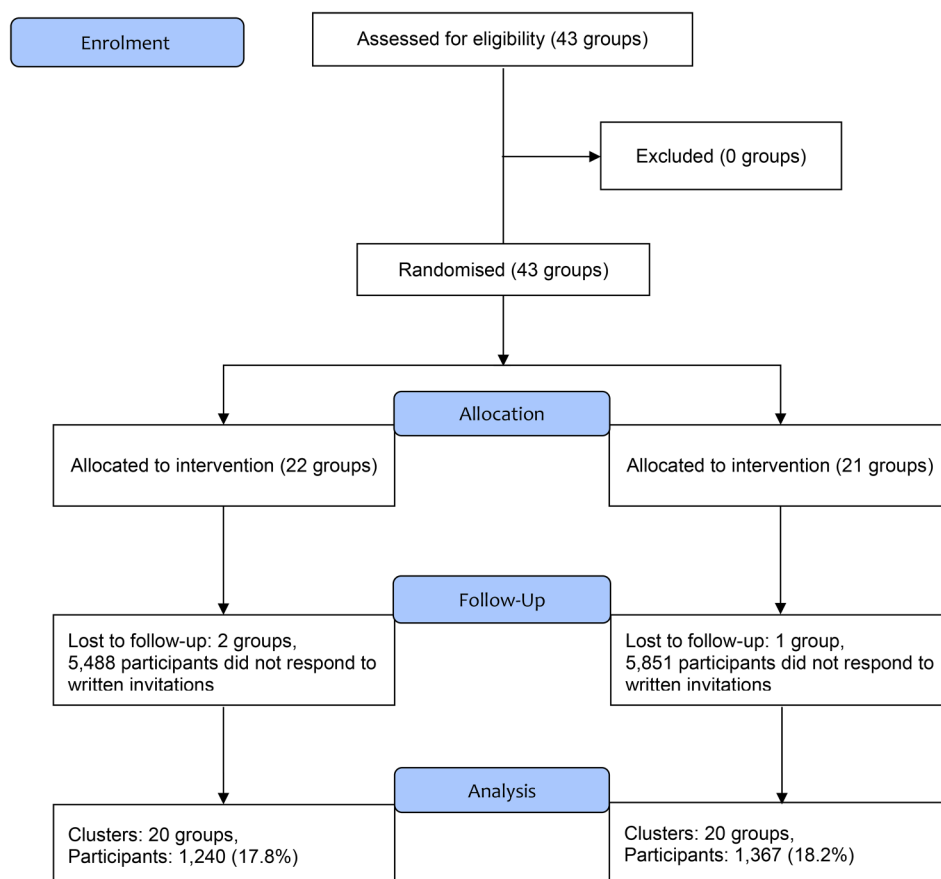 Enrolment
Assessed for eligibility (43 groups)
Excluded (0 groups)
Randomised (43 groups)
Allocation
Allocated to intervention (22 groups)
Allocated to intervention (21 groups)
Follow-Up
Lost to follow-up: 2 groups,
5,488 participants did not respond to
written invitations
Lost to follow-up: 1 group,
5,851 participants did not respond to
written invitations
Analysis
Clusters: 20 groups,
Participants: 1,240 (17.8%)
Clusters: 20 groups,
Participants: 1,367 (18.2%)